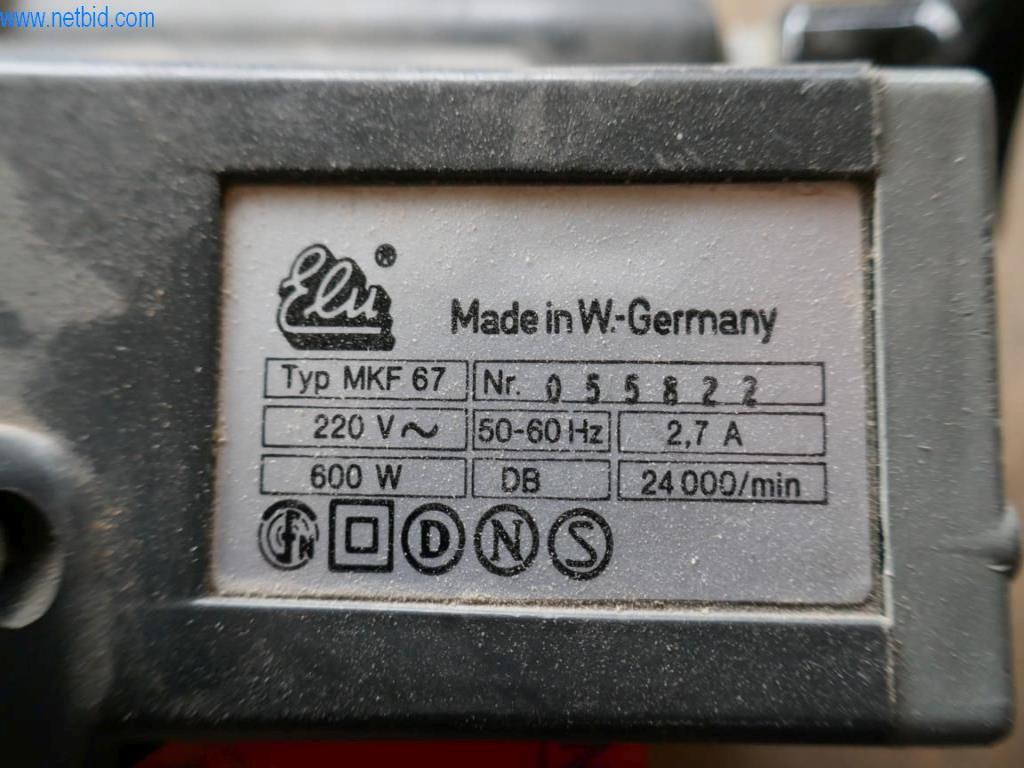 www.netbid.com
Elu®
Made in W.-Germany
Typ MKF 67 Nr. 055822
220 V~ 50-60 Hz 2,7 A
600 W DB 24000/min
D N S